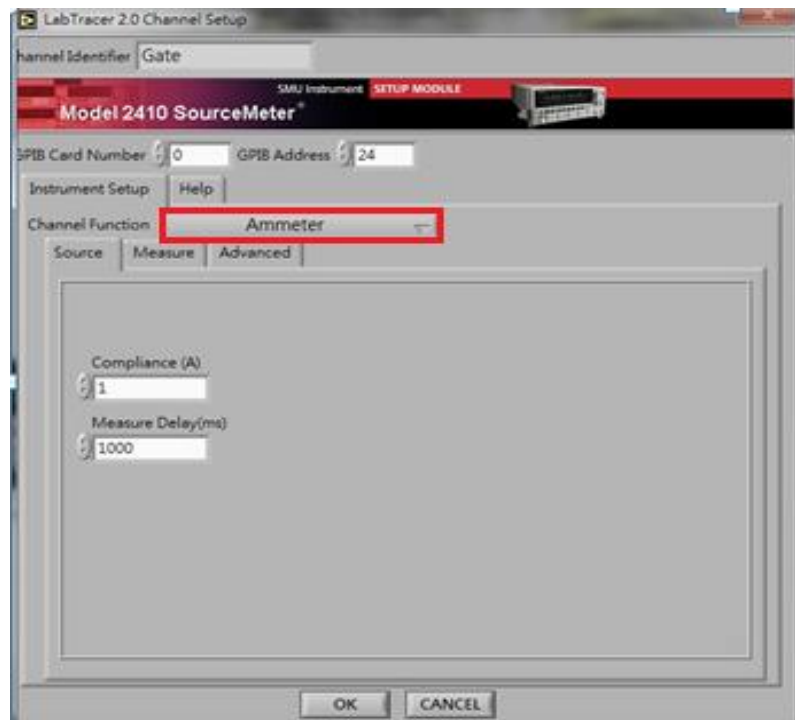 LabTracer 2.0 Channel Setup
hannel Identifier Gate
SMU Instrument SETUP MODULE
Model 2410 SourceMeter®
GPIB Card Number 0 GPIB Address 24
Instrument Setup Help
Channel Function Ammeter
Source Measure Advanced
Compliance (A)
1
Measure Delay(ms)
1000
OK CANCEL